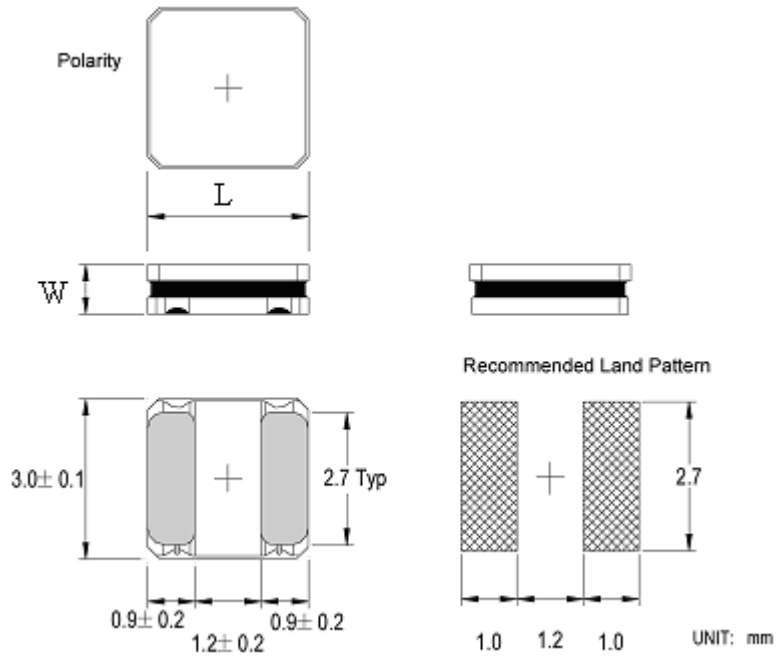 Polarity
L
W
Recommended Land Pattern
3.0± 0.1
2.7 Typ
2.7
0.9± 0.2
0.9± 0.2
1.2± 0.2
1.0
1.2
1.0
UNIT: mm